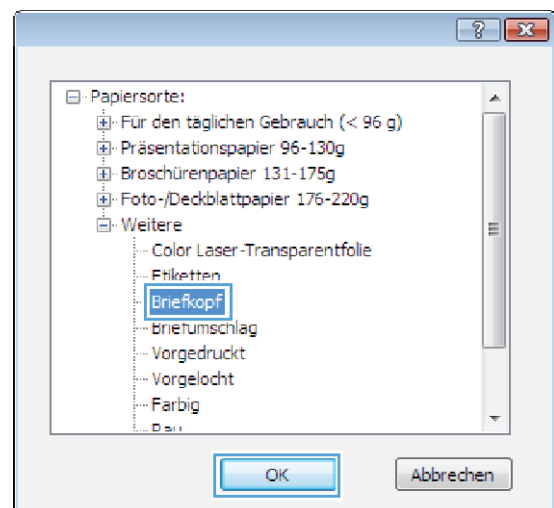 Papiersorte:
Für den täglichen Gebrauch (< 96 g)
Präsentationspapier 96-130g
Broschürenpapier 131-175g
Foto-/Deckblattpapier 176-220g
Weitere
Color Laser-Transparentfolie
Etiketten
Briefkopf
Briefumschlag
Vorgedruckt
Vorgelocht
Farbig
Rau
OK Abbrechen